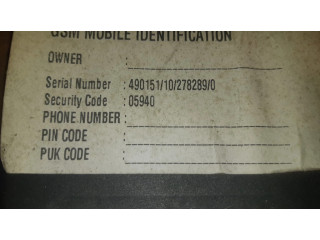 GSM MOBILE IDENTIFICATION
OWNER :
Serial Number : 490151/10/278289/0
Security Code : 05940
PHONE NUMBER :
PIN CODE :
PUK CODE :